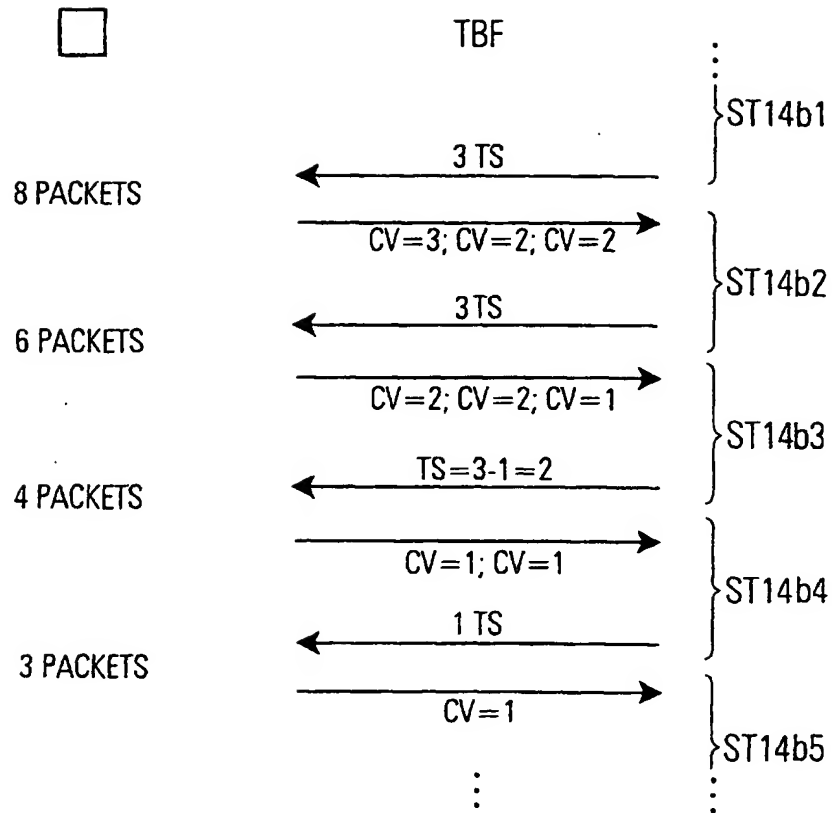 TBF
ST14b1
3 TS
8 PACKETS
CV=3; CV=2; CV=2
ST14b2
3TS
6 PACKETS
CV=2; CV=2; CV=1
ST14b3
TS=3-1=2
4 PACKETS
CV=1; CV=1
ST14b4
1 TS
3 PACKETS
CV=1
ST14b5